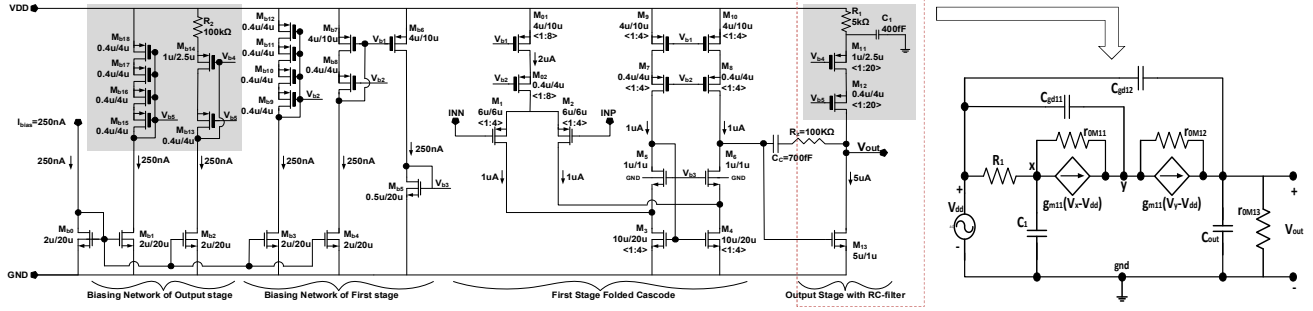 VDD
Mb18
0.4u/4u
Mb17
0.4u/4u
Mb16
0.4u/4u
Mb15
0.4u/4u
Vb5
R2
100kΩ
Mb14
1u/2.5u
Vb4
Vb5
Mb13
0.4u/4u
Mb12
0.4u/4u
Mb11
0.4u/4u
Mb10
0.4u/4u
Mb9
0.4u/4u
Vb2
Mb7
4u/10u
Mb8
0.4u/4u
Vb2
Vb1
Mb6
4u/10u
Ibias=250nA
250nA
250nA
250nA
250nA
250nA
250nA
Mb5
0.5u/20u
Vb3
Mb0
2u/20u
Mb1
2u/20u
Mb2
2u/20u
Mb3
2u/20u
Mb4
2u/20u
GND
Biasing Network of Output stage
Biasing Network of First stage
M01
4u/10u
<1:8>
Vb1
2uA
M02
0.4u/4u
<1:8>
Vb2
M1
6u/6u
<1:4>
M2
6u/6u
<1:4>
INN
INP
1uA
1uA
M9
4u/10u
<1:4>
M10
4u/10u
<1:4>
Vb1
M7
0.4u/4u
<1:4>
M8
0.4u/4u
<1:4>
Vb2
1uA
1uA
M5
1u/1u
M6
1u/1u
GND
Vb3
GND
M3
10u/20u
<1:4>
M4
10u/20u
<1:4>
First Stage Folded Cascode
R1
5kΩ
C1
400fF
M11
1u/2.5u
<1:20>
Vb4
M12
0.4u/4u
<1:20>
Vb5
=100KΩ
CC=700fF
Vout
5uA
M13
5u/1u
Output Stage with RC-filter
Cgd12
Cgd11
r0M11
r0M12
R1
x
y
gm11(Vx-Vdd)
gm11(Vy-Vdd)
+
Vdd
-
C1
Cout
r0M13
+
Vout
-
gnd